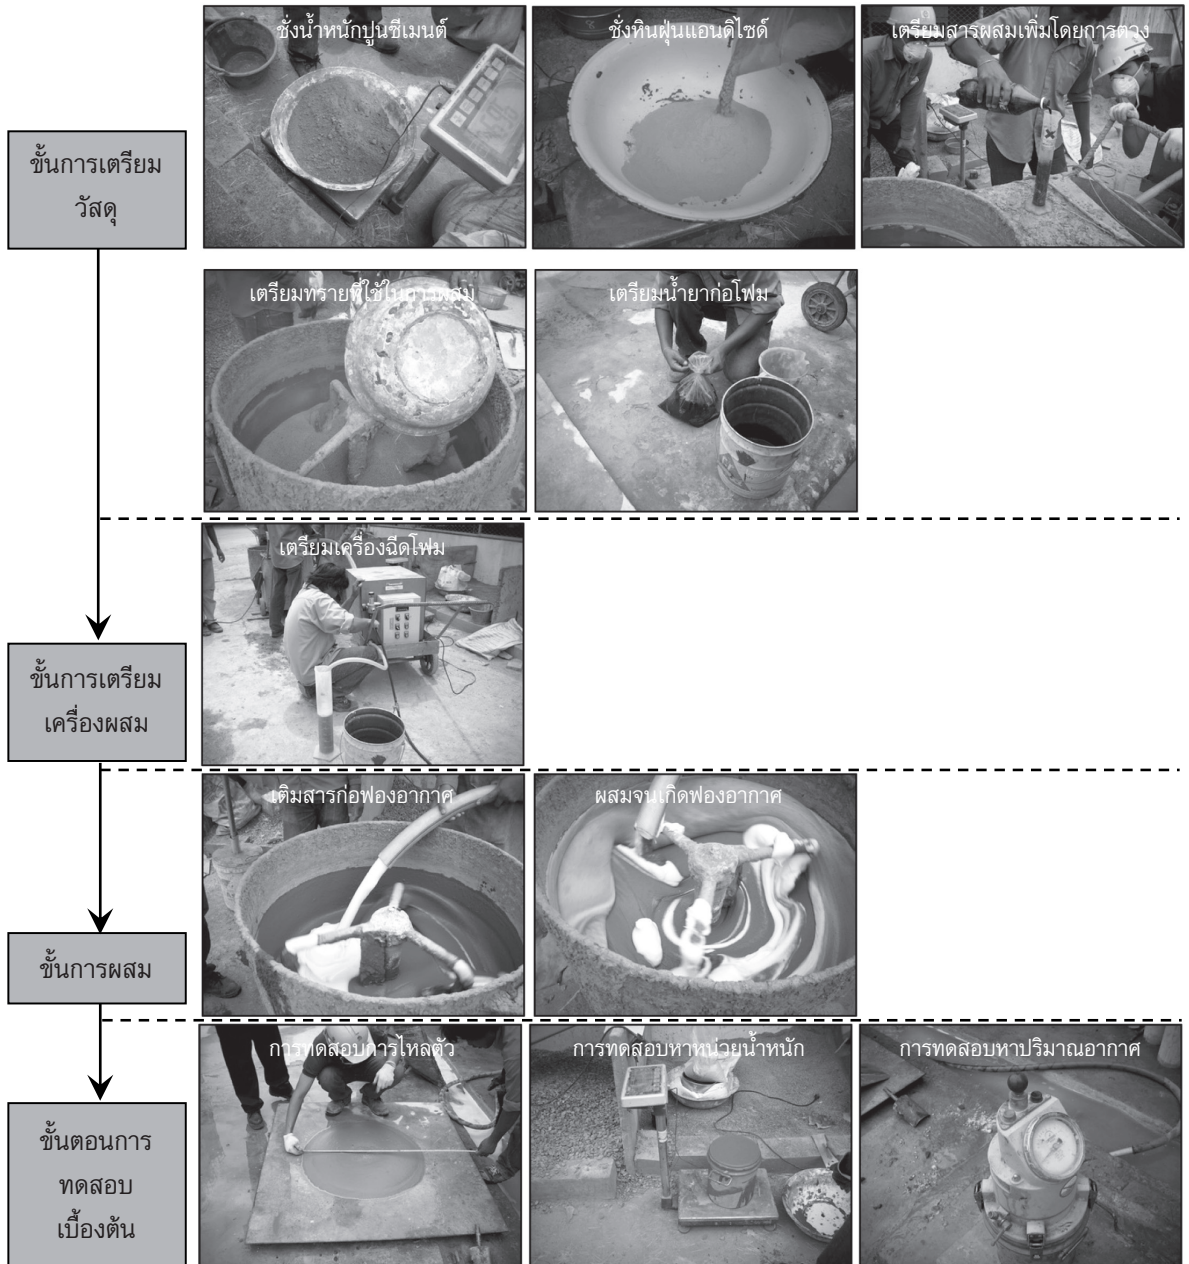 ชั่งน้ำหนักปูนซีเมนต์
ชั่งหินฝุ่นแอนดิไซด์
เตรียมสารผสมเพิ่มโดยการตวง
ขั้นการเตรียม
วัสดุ
เตรียมทรายที่ใช้ในการผสม
เตรียมน้ำยาก่อโฟม
เตรียมเครื่องฉีดโฟม
ขั้นการเตรียม
เครื่องผสม
เติมสารก่อฟองอากาศ
ผสมจนเกิดฟองอากาศ
ขั้นการผสม
การทดสอบการไหลตัว
การทดสอบหาหน่วยน้ำหนัก
การทดสอบหาปริมาณอากาศ
ขั้นตอนการ
ทดสอบ
เบื้องต้น